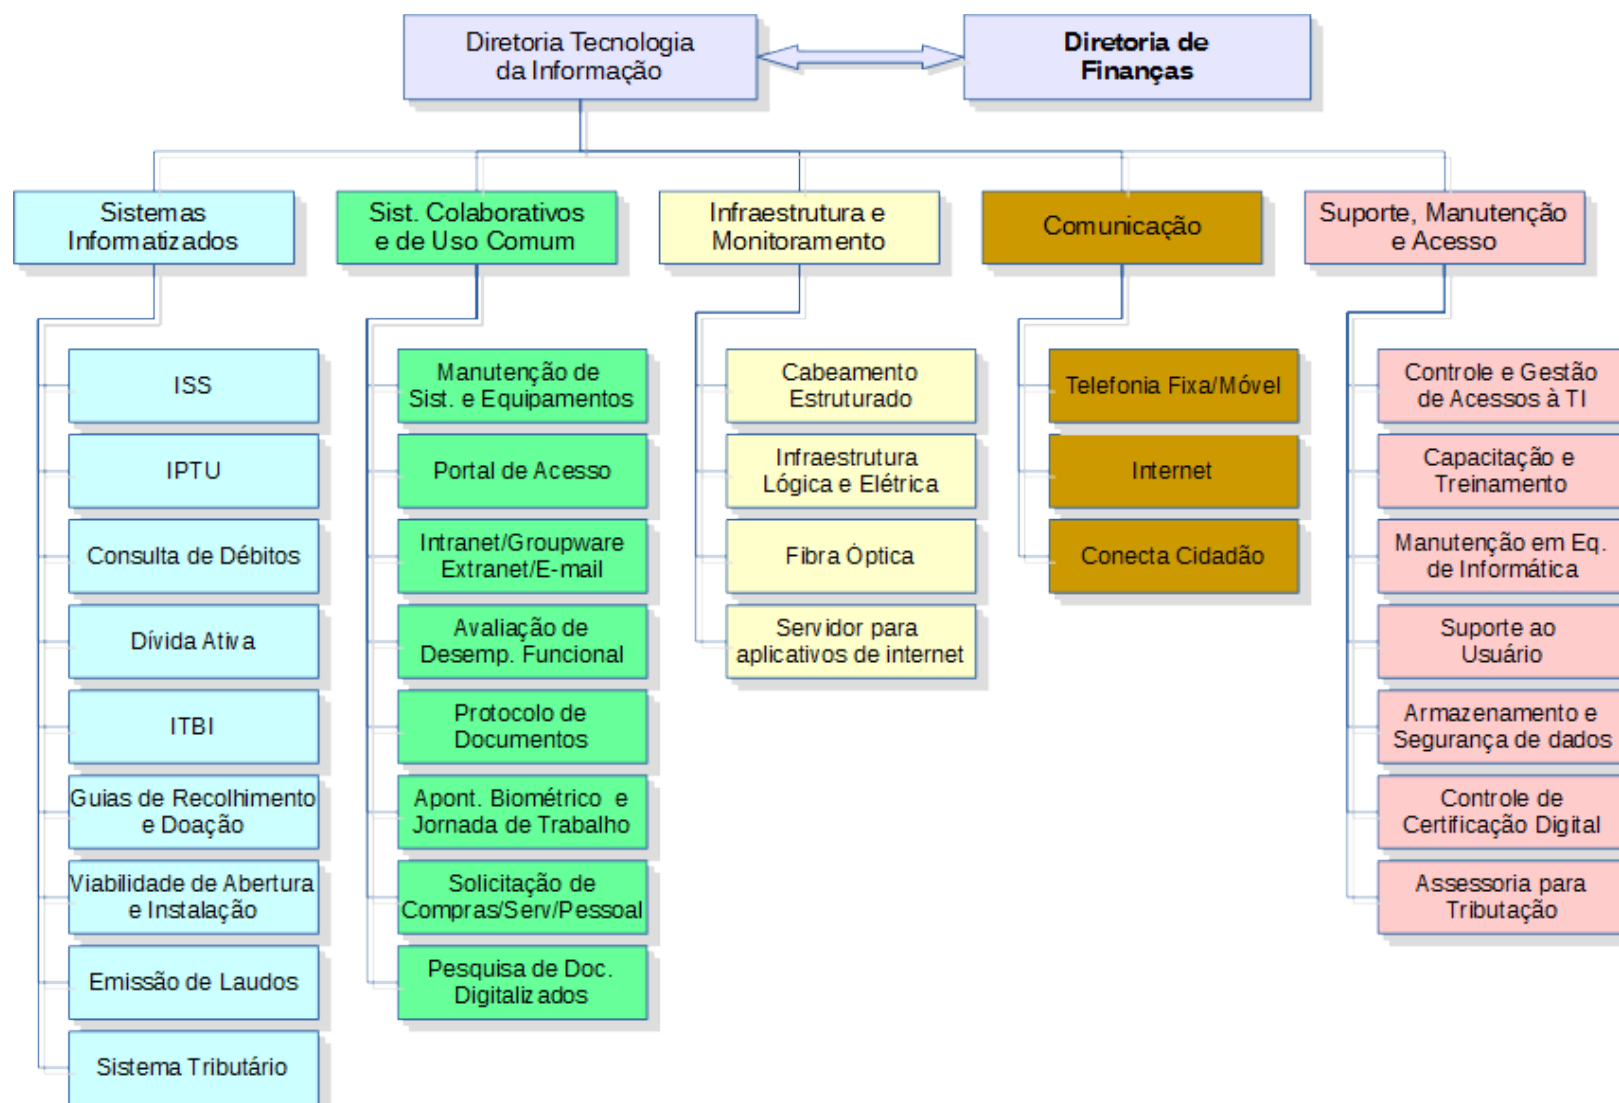 Diretoria Tecnologia
da Informação
Diretoria de
Finanças
Sistemas
Informatizados
Sist. Colaborativos
e de Uso Comum
Infraestrutura e
Monitoramento
Comunicação
Suporte, Manutenção
e Acesso
ISS
IPTU
Consulta de Débitos
Dívida Ativa
ITBI
Guias de Recolhimento
e Doação
Viabilidade de Abertura
e Instalação
Emissão de Laudos
Sistema Tributário
Manutenção de
Sist. e Equipamentos
Portal de Acesso
Intranet/Groupware
Extranet/E-mail
Avaliação de
Desemp. Funcional
Protocolo de
Documentos
Apont. Biométrico e
Jornada de Trabalho
Solicitação de
Compras/Serv/Pessoal
Pesquisa de Doc.
Digitalizados
Cabeamento
Estruturado
Infraestrutura
Lógica e Elétrica
Fibra Óptica
Servidor para
aplicativos de internet
Telefonia Fixa/Móvel
Internet
Conecta Cidadão
Controle e Gestão
de Acessos à TI
Capacitação e
Treinamento
Manutenção em Eq.
de Informática
Suporte ao
Usuário
Armazenamento e
Segurança de dados
Controle de
Certificação Digital
Assessoria para
Tributação